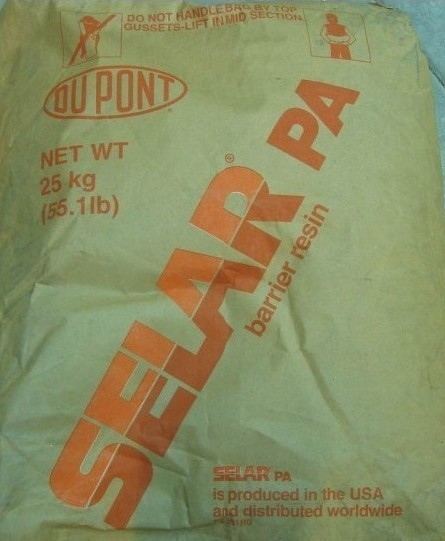 DO NOT HANDLE BAG BY TOP
GUSSETS-LIFT IN MID SECTION
DU PONT
NET WT
25 kg
(55.1lb)
SELAR® PA
barrier resin
SELAR® PA
is produced in the USA
and distributed worldwide